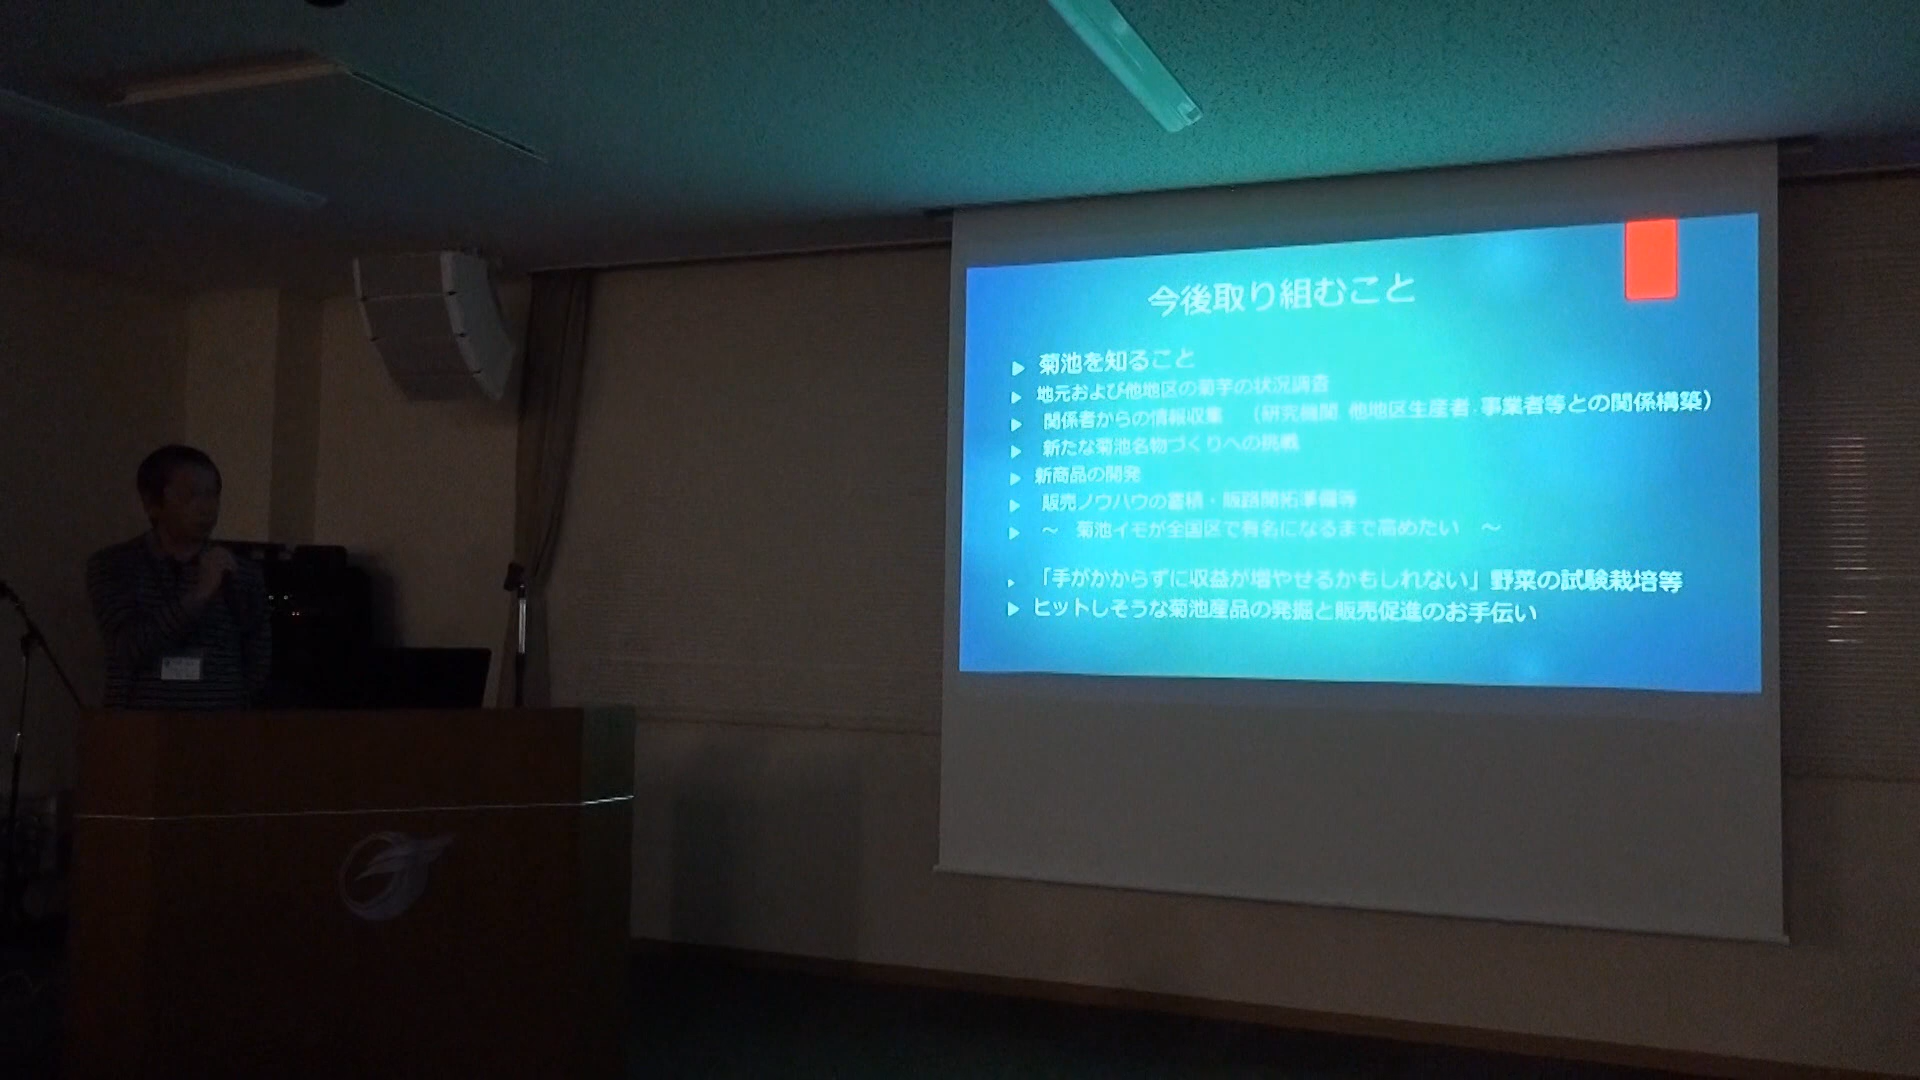 今後取り組むこと
菊池を知ること
地元および他地区の菊芋の状況調査
関係者からの情報収集　（研究機関 他地区生産者.事業者等との関係構築）
新たな菊池名物づくりへの挑戦
新商品の開発
販売ノウハウの蓄積・販路開拓準備等
～　菊池イモが全国区で有名になるまで高めたい　～
「手がかからずに収益が増やせるかもしれない」野菜の試験栽培等
ヒットしそうな菊池産品の発掘と販売促進のお手伝い